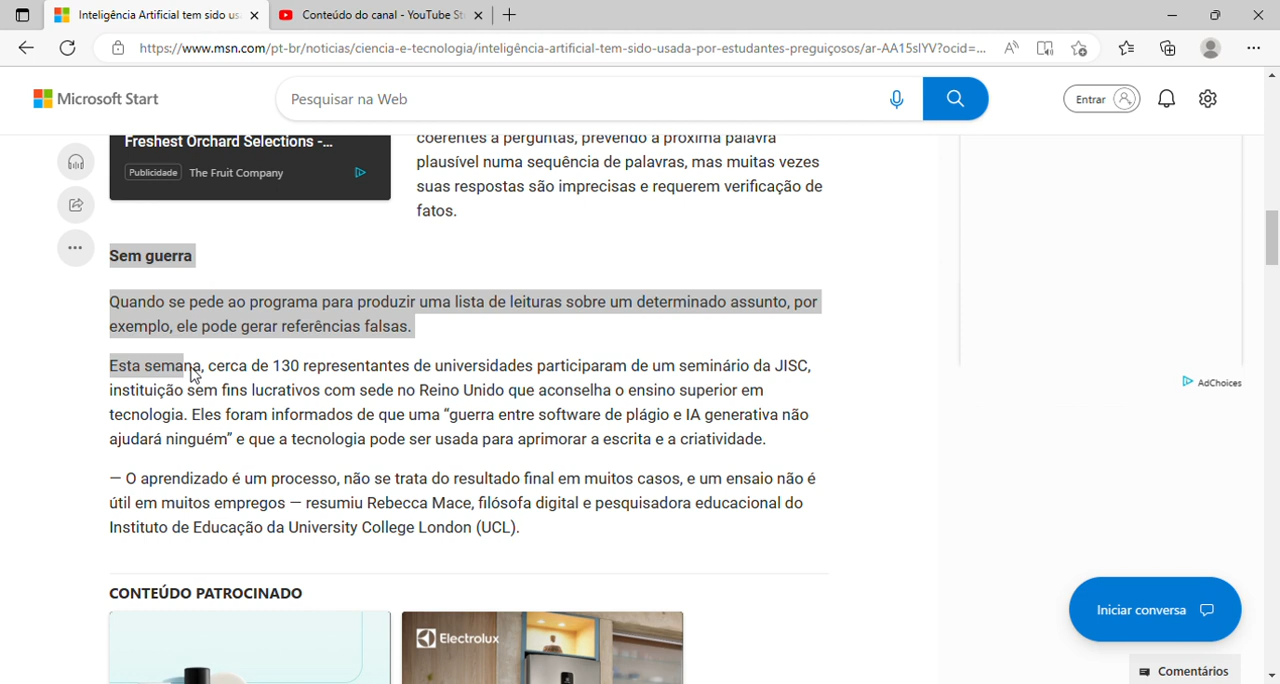 Inteligência Artificial tem sido us
Conteúdo do canal - YouTube St
https://www.msn.com/pt-br/noticias/ciencia-e-tecnologia/inteligência-artificial-tem-sido-usada-por-estudantes-preguiçosos/ar-AA15sIYV?ocid=...
Microsoft Start
Pesquisar na Web
Entrar
Freshest Orchard Selections -...
Publicidade The Fruit Company
coerentes a perguntas, prevendo a próxima palavra
plausível numa sequência de palavras, mas muitas vezes
suas respostas são imprecisas e requerem verificação de
fatos.
Sem guerra
Quando se pede ao programa para produzir uma lista de leituras sobre um determinado assunto, por
exemplo, ele pode gerar referências falsas.
Esta semana, cerca de 130 representantes de universidades participaram de um seminário da JISC,
instituição sem fins lucrativos com sede no Reino Unido que aconselha o ensino superior em
tecnologia. Eles foram informados de que uma “guerra entre software de plágio e IA generativa não
ajudará ninguém” e que a tecnologia pode ser usada para aprimorar a escrita e a criatividade.
— O aprendizado é um processo, não se trata do resultado final em muitos casos, e um ensaio não é
útil em muitos empregos — resumiu Rebecca Mace, filósofa digital e pesquisadora educacional do
Instituto de Educação da University College London (UCL).
AdChoices
CONTEÚDO PATROCINADO
Electrolux
Iniciar conversa
Comentários